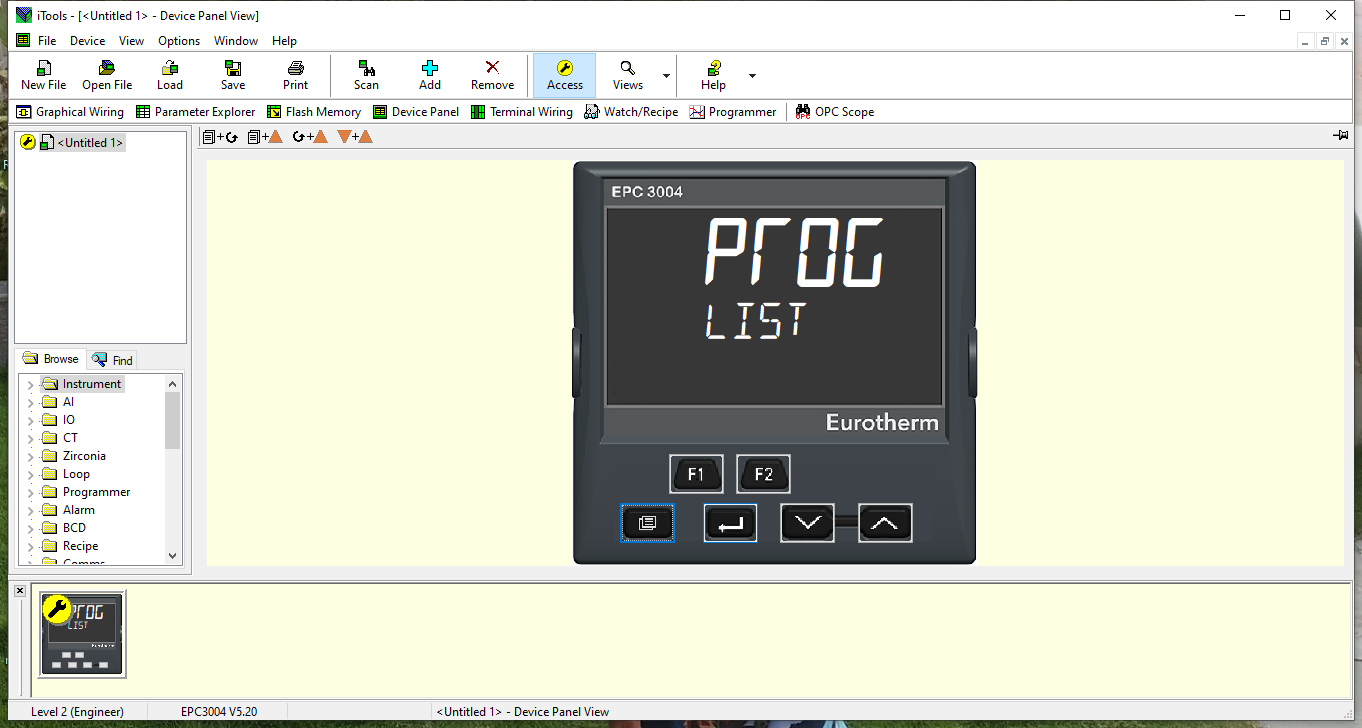 iTools - [<Untitled 1> - Device Panel View]
File Device View Options Window Help
New File Open File Load Save Print Scan Add Remove Access Views Help
Graphical Wiring Parameter Explorer Flash Memory Device Panel Terminal Wiring Watch/Recipe Programmer OPC Scope
<Untitled 1>
EPC 3004
PrOG
LIST
Eurotherm
F1 F2
Browse Find
Instrument
AI
IO
CT
Zirconia
Loop
Programmer
Alarm
BCD
Recipe
Comms
PrOG
LIST
Eurotherm
Level 2 (Engineer) EPC3004 V5.20 <Untitled 1> - Device Panel View